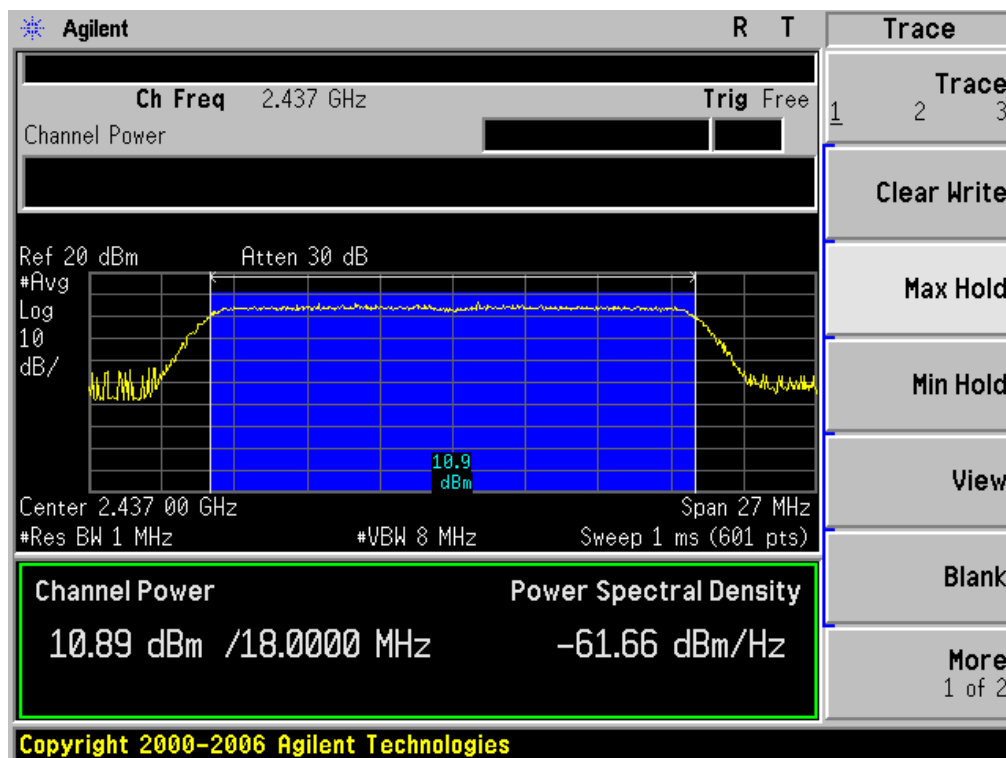 Agilent R T Trace
Ch Freq 2.437 GHz Trig Free
Channel Power
Ref 20 dBm Atten 30 dB
#Avg
Log
10
dB/
10.9
dBm
Center 2.437 00 GHz Span 27 MHz
#Res BW 1 MHz #VBW 8 MHz Sweep 1 ms (601 pts)
Channel Power Power Spectral Density
10.89 dBm /18.0000 MHz -61.66 dBm/Hz
Copyright 2000-2006 Agilent Technologies
Trace
1 2 3
Clear Write
Max Hold
Min Hold
View
Blank
More
1 of 2